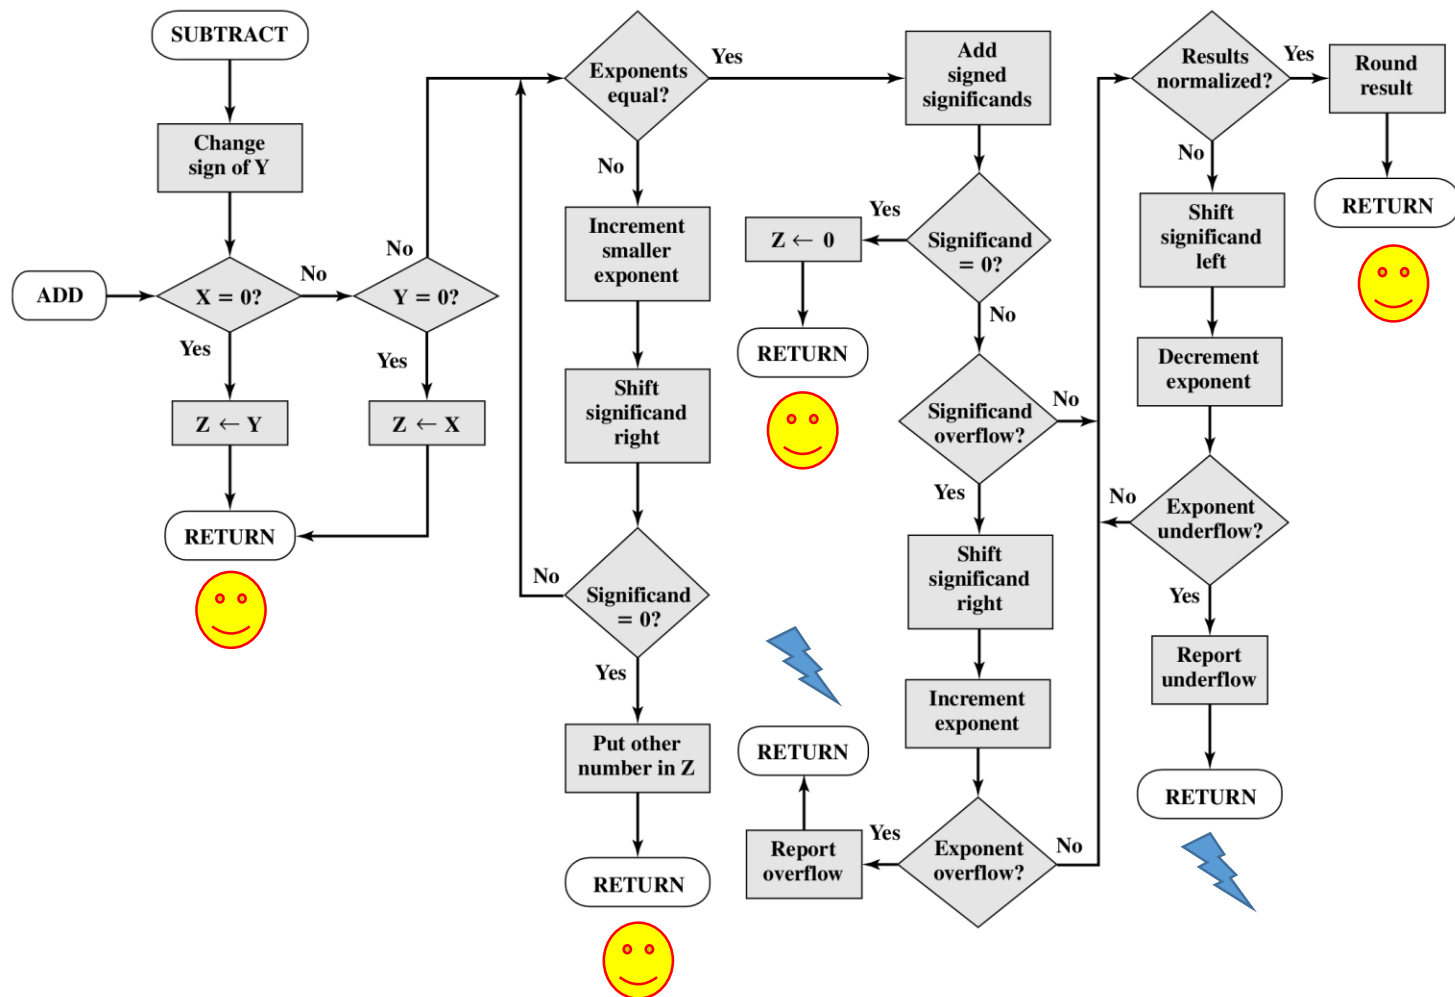 SUBTRACT
Change
sign of Y
ADD
X = 0?
No
Yes
Z ← Y
RETURN
Y = 0?
No
Yes
Z ← X
Exponents
equal?
Yes
No
Increment
smaller
exponent
Shift
significand
right
Significand
= 0?
No
Yes
Put other
number in Z
RETURN
Add
signed
significands
Significand
= 0?
Yes
Z ← 0
RETURN
No
Significand
overflow?
No
Yes
Shift
significand
right
Increment
exponent
Exponent
overflow?
Yes
Report
overflow
RETURN
No
Results
normalized?
Yes
Round
result
RETURN
No
Shift
significand
left
Decrement
exponent
Exponent
underflow?
No
Yes
Report
underflow
RETURN